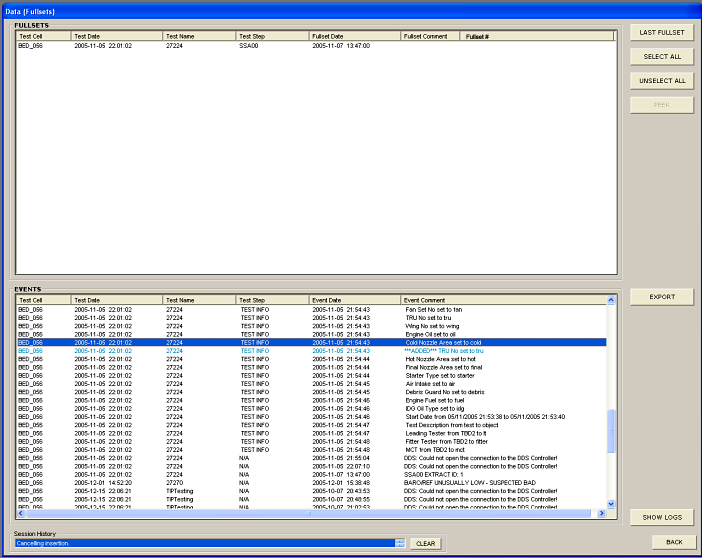 Data (Fullsets)
FULLSETS
Test Cell Test Date Test Name Test Step Fullset Date Fullset Comment Fullset #
BED_056 2005-11-05 22:01:02 27224 SSA00 2005-11-07 13:47:00
LAST FULLSET
SELECT ALL
UNSELECT ALL
PEEK
EVENTS
Test Cell Test Date Test Name Test Step Event Date Event Comment
BED_056 2005-11-05 22:01:02 27224 TEST INFO 2005-11-05 21:54:43 Fan Set No set to fan
BED_056 2005-11-05 22:01:02 27224 TEST INFO 2005-11-05 21:54:43 TRU No set to tru
BED_056 2005-11-05 22:01:02 27224 TEST INFO 2005-11-05 21:54:43 Wing No set to wing
BED_056 2005-11-05 22:01:02 27224 TEST INFO 2005-11-05 21:54:43 Engine Oil set to oil
BED_056 2005-11-05 22:01:02 27224 TEST INFO 2005-11-05 21:54:43 Cold Nozzle Area set to cold
BED_056 2005-11-05 22:01:02 27224 TEST INFO 2005-11-05 21:54:43 ***ADDED*** TRU No set to tru
BED_056 2005-11-05 22:01:02 27224 TEST INFO 2005-11-05 21:54:44 Hot Nozzle Area set to hot
BED_056 2005-11-05 22:01:02 27224 TEST INFO 2005-11-05 21:54:44 Final Nozzle Area set to final
BED_056 2005-11-05 22:01:02 27224 TEST INFO 2005-11-05 21:54:44 Starter Type set to starter
BED_056 2005-11-05 22:01:02 27224 TEST INFO 2005-11-05 21:54:45 Air Intake set to air
BED_056 2005-11-05 22:01:02 27224 TEST INFO 2005-11-05 21:54:45 Debris Guard No set to debris
BED_056 2005-11-05 22:01:02 27224 TEST INFO 2005-11-05 21:54:46 Engine Fuel set to fuel
BED_056 2005-11-05 22:01:02 27224 TEST INFO 2005-11-05 21:54:46 IDG Oil Type set to idg
BED_056 2005-11-05 22:01:02 27224 TEST INFO 2005-11-05 21:54:46 Start Date from 05/11/2005 21:53:38 to 05/11/2005 21:53:40
BED_056 2005-11-05 22:01:02 27224 TEST INFO 2005-11-05 21:54:47 Test Description from test to object
BED_056 2005-11-05 22:01:02 27224 TEST INFO 2005-11-05 21:54:47 Leading Tester from TBD2 to lt
BED_056 2005-11-05 22:01:02 27224 TEST INFO 2005-11-05 21:54:48 Fitter Tester from TBD2 to fitter
BED_056 2005-11-05 22:01:02 27224 TEST INFO 2005-11-05 21:54:48 MCT from TBD2 to mct
BED_056 2005-11-05 22:01:02 27224 N/A 2005-11-05 21:55:04 DDS: Could not open the connection to the DDS Controller!
BED_056 2005-11-05 22:01:02 27224 N/A 2005-11-05 22:07:10 DDS: Could not open the connection to the DDS Controller!
BED_056 2005-11-05 22:01:02 27224 N/A 2005-11-07 13:47:00 SSA00 EXTRACT ID: 1
BED_056 2005-12-01 14:52:20 27270 N/A 2005-12-01 15:38:48 BARO/REF UNUSUALLY LOW - SUSPECTED BAD
BED_056 2005-12-15 22:06:21 TIPTesting N/A 2005-10-07 20:43:53 DDS: Could not open the connection to the DDS Controller!
BED_056 2005-12-15 22:06:21 TIPTesting N/A 2005-10-07 20:48:55 DDS: Could not open the connection to the DDS Controller!
BED_056 2005-12-15 22:06:21 TIPTesting N/A 2005-10-07 21:02:53 DDS: Could not open the connection to the DDS Controller!
EXPORT
SHOW LOGS
Session History
Cancelling insertion.
CLEAR
BACK